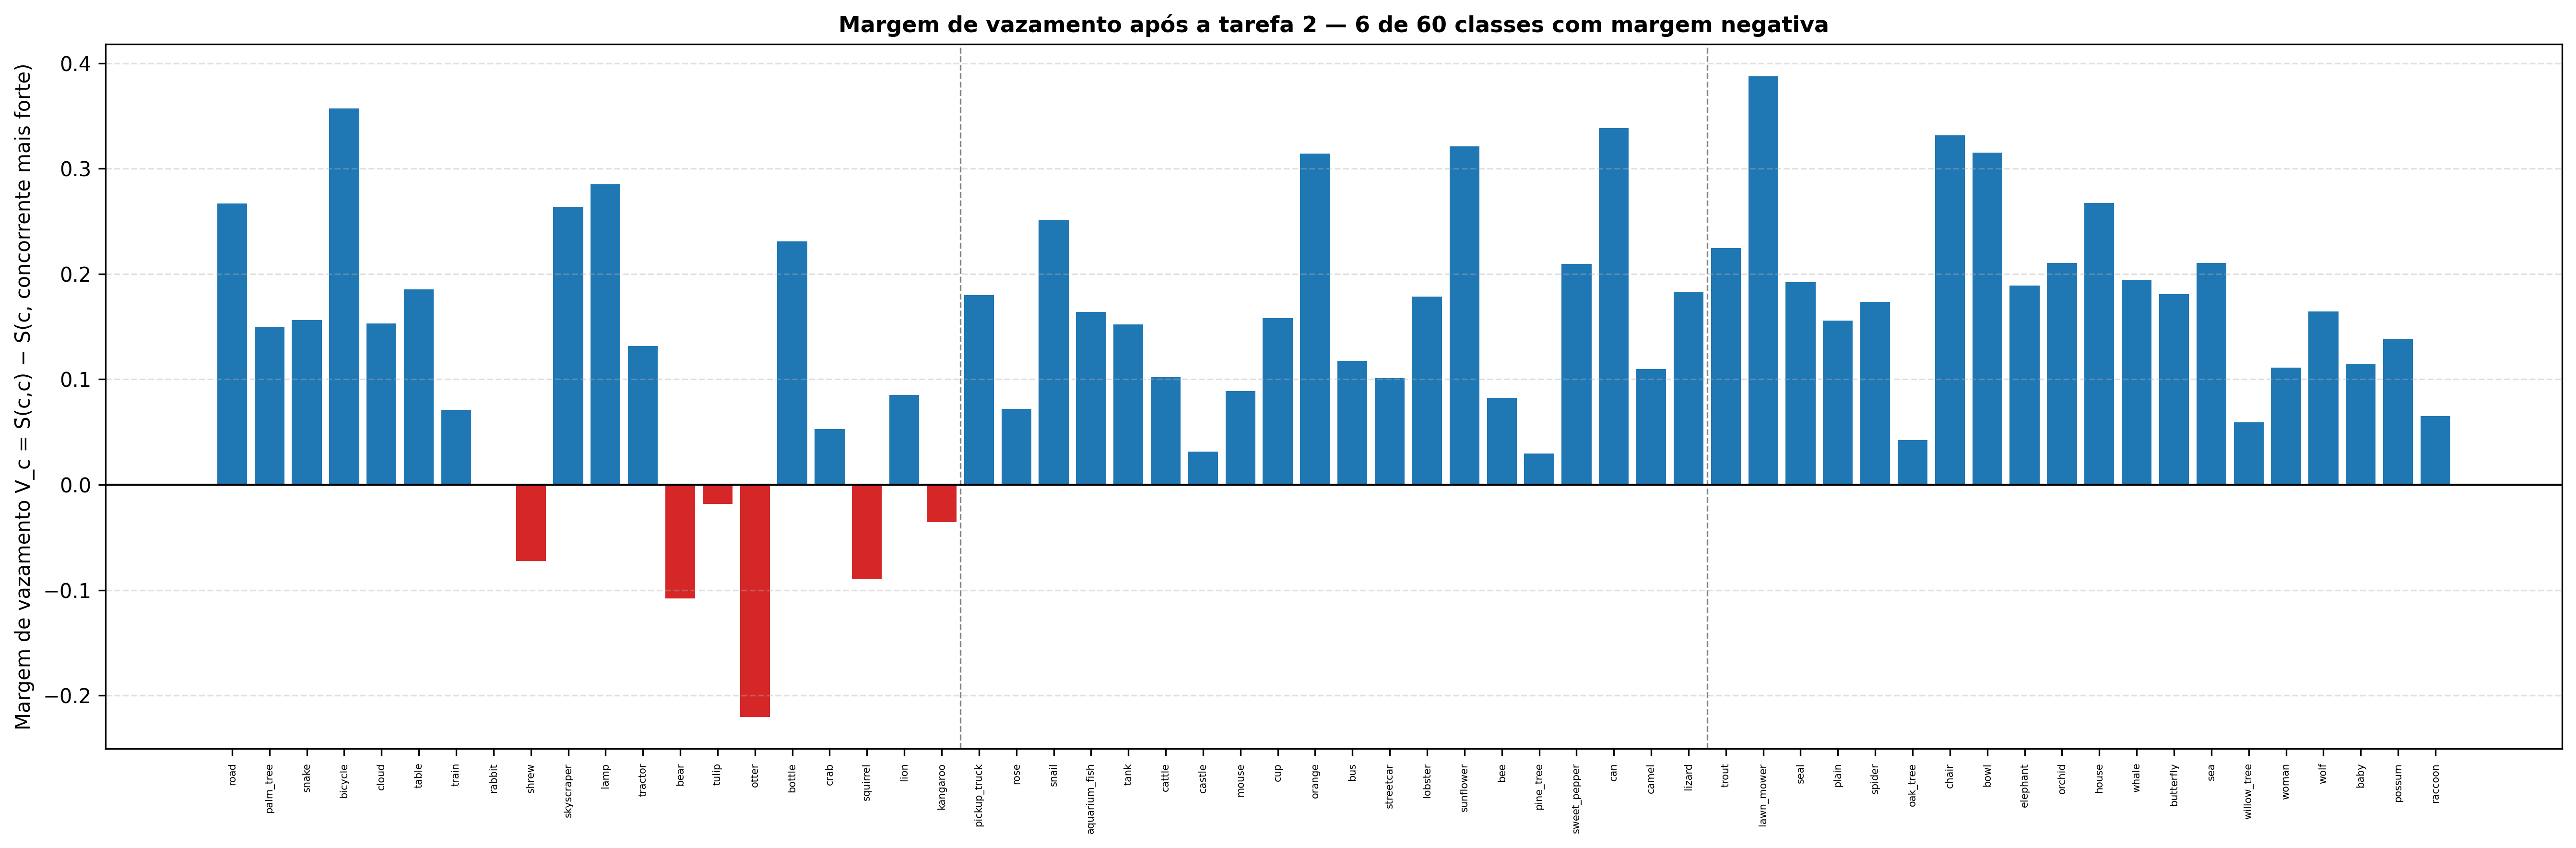 Margem de vazamento após a tarefa 2 — 6 de 60 classes com margem negativa
Margem de vazamento V_c = S(c,c) − S(c, concorrente mais forte)
0.4
0.3
0.2
0.1
0.0
−0.1
−0.2
road
palm_tree
snake
bicycle
cloud
table
train
rabbit
shrew
skyscraper
lamp
tractor
bear
tulip
otter
bottle
crab
squirrel
lion
kangaroo
pickup_truck
rose
snail
aquarium_fish
tank
cattle
castle
mouse
cup
orange
bus
streetcar
lobster
sunflower
bee
pine_tree
sweet_pepper
can
camel
lizard
trout
lawn_mower
seal
plain
spider
oak_tree
chair
bowl
elephant
orchid
house
whale
butterfly
sea
willow_tree
woman
wolf
baby
possum
raccoon